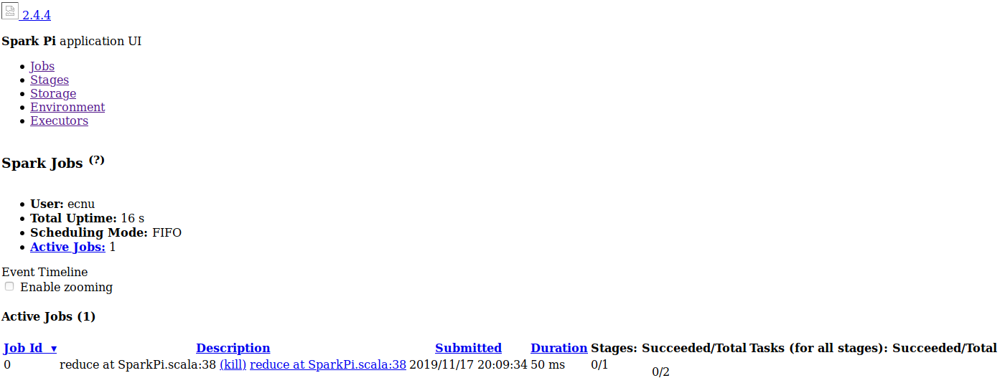 2.4.4
Spark Pi application UI
Jobs
Stages
Storage
Environment
Executors
Spark Jobs (?)
User: ecnu
Total Uptime: 16 s
Scheduling Mode: FIFO
Active Jobs: 1
Event Timeline
Enable zooming
Active Jobs (1)
Job Id ▾ Description Submitted Duration Stages: Succeeded/Total Tasks (for all stages): Succeeded/Total
0 reduce at SparkPi.scala:38 (kill) reduce at SparkPi.scala:38 2019/11/17 20:09:34 50 ms 0/1 0/2